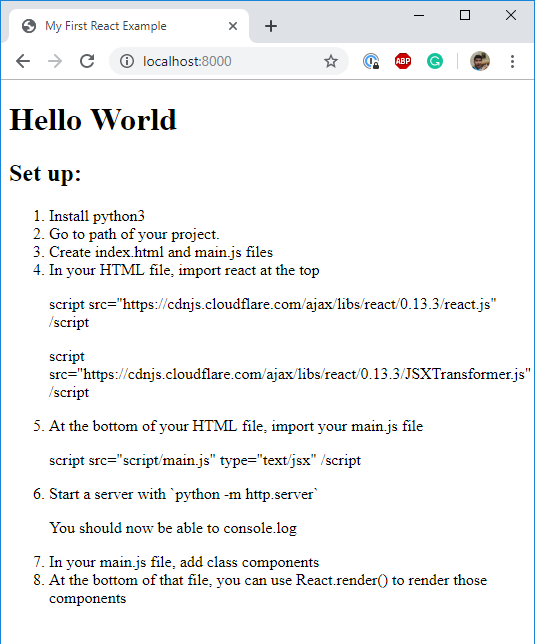 My First React Example
localhost:8000
ABP
Hello World
Set up:
1. Install python3
2. Go to path of your project.
3. Create index.html and main.js files
4. In your HTML file, import react at the top
script src="https://cdnjs.cloudflare.com/ajax/libs/react/0.13.3/react.js"
/script
script
src="https://cdnjs.cloudflare.com/ajax/libs/react/0.13.3/JSXTransformer.js"
/script
5. At the bottom of your HTML file, import your main.js file
script src="script/main.js" type="text/jsx" /script
6. Start a server with `python -m http.server`
You should now be able to console.log
7. In your main.js file, add class components
8. At the bottom of that file, you can use React.render() to render those
components